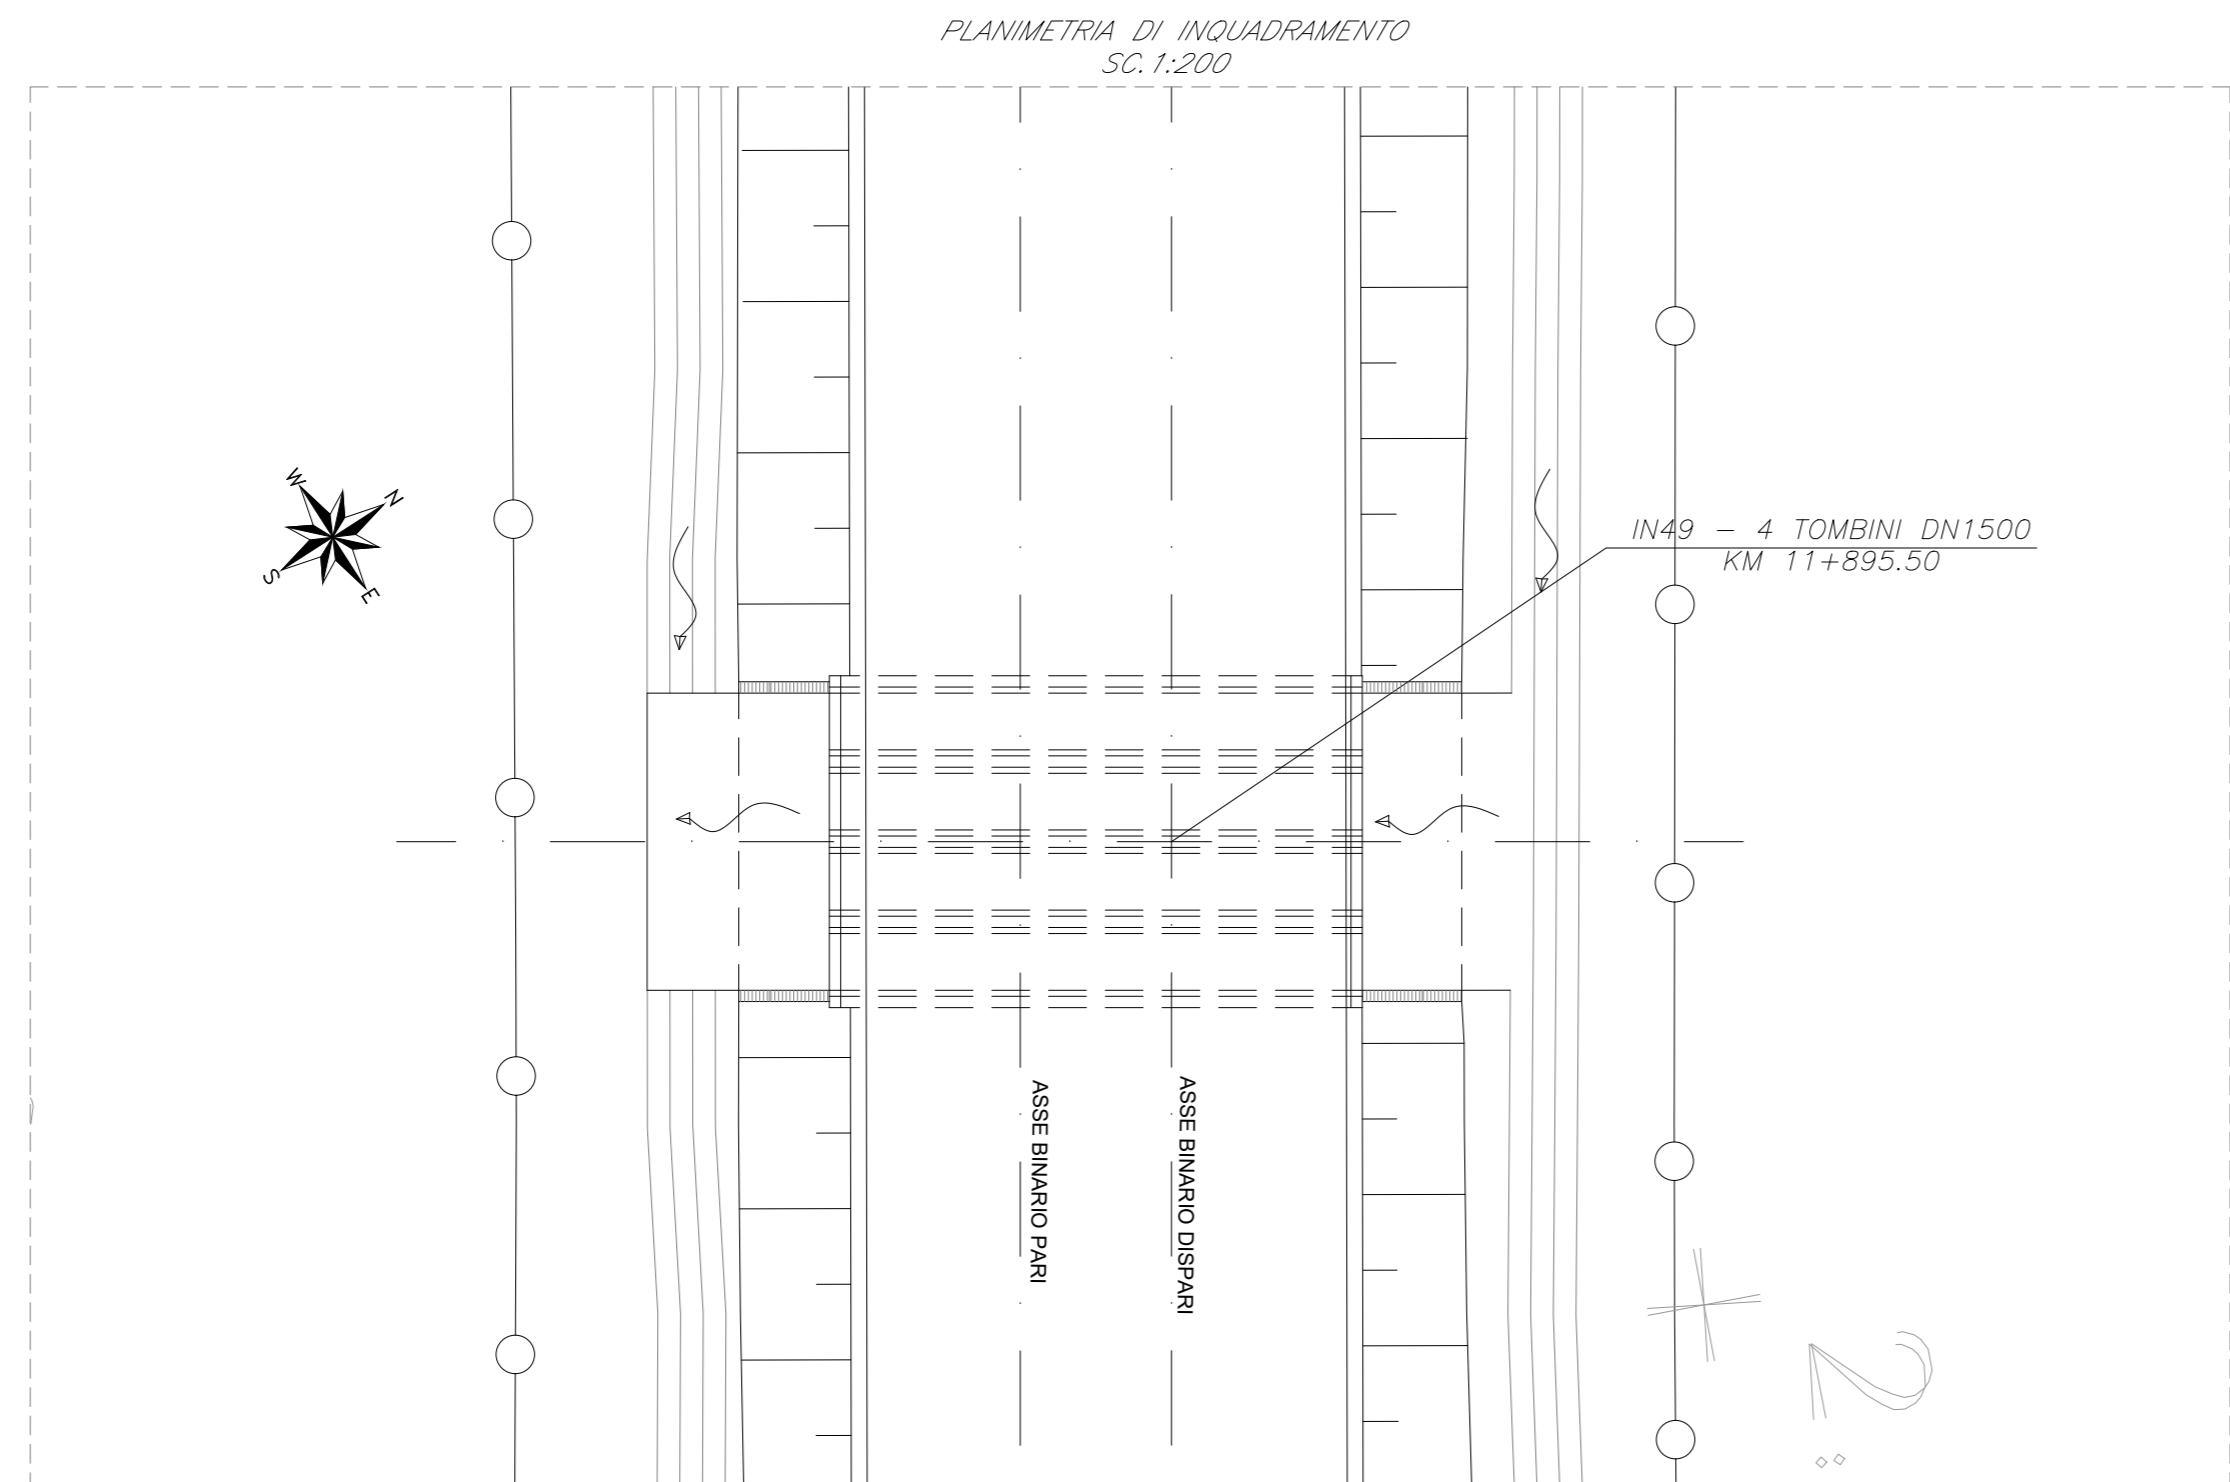 PLANIMETRIA DI INQUADRAMENTO
SC.1:200
W
N
S
E
IN49 - 4 TOMBINI DN1500
KM 11+895.50
ASSE BINARIO PARI
ASSE BINARIO DISPARI